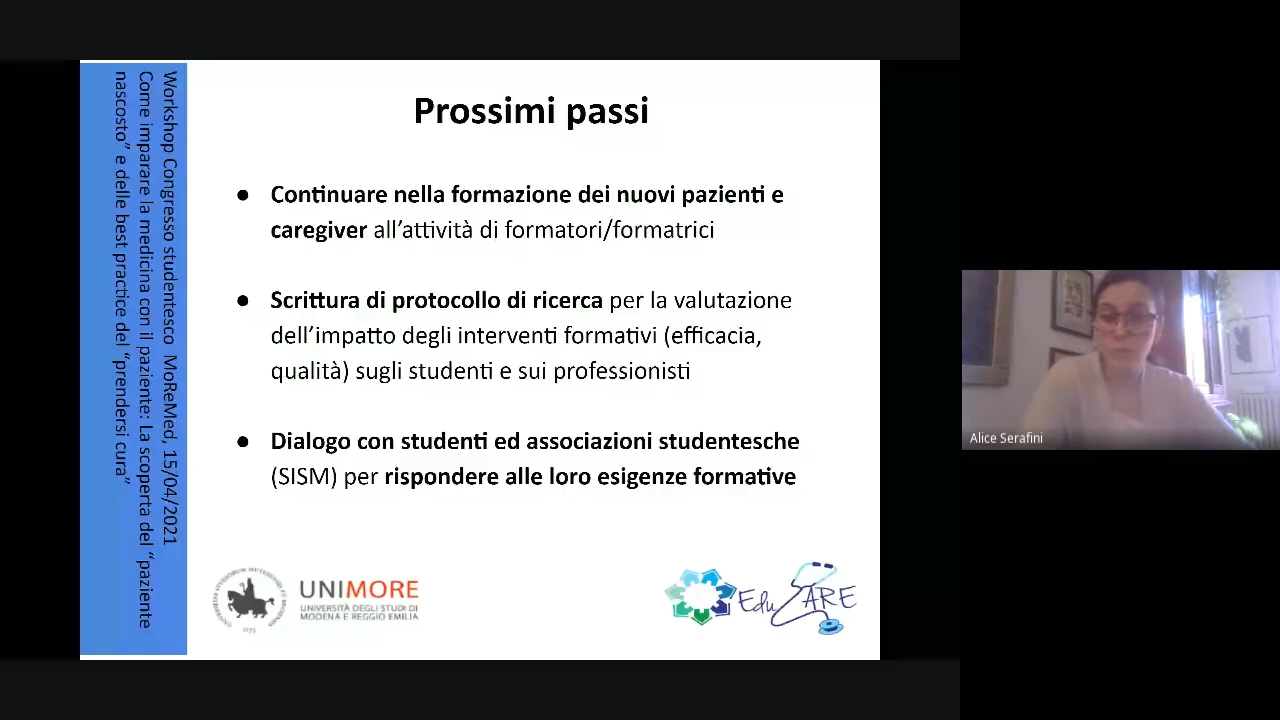 Workshop Congresso studentesco MoReMed, 15/04/2021
Come imparare la medicina con il paziente: La scoperta del “paziente
nascosto” e delle best practice del “prendersi cura”
Prossimi passi
● Continuare nella formazione dei nuovi pazienti e
caregiver all’attività di formatori/formatrici
● Scrittura di protocollo di ricerca per la valutazione
dell’impatto degli interventi formativi (efficacia,
qualità) sugli studenti e sui professionisti
● Dialogo con studenti ed associazioni studentesche
(SISM) per rispondere alle loro esigenze formative
UNIMORE
UNIVERSITÀ DEGLI STUDI DI
MODENA E REGGIO EMILIA
1175
EduCARE
Alice Serafini